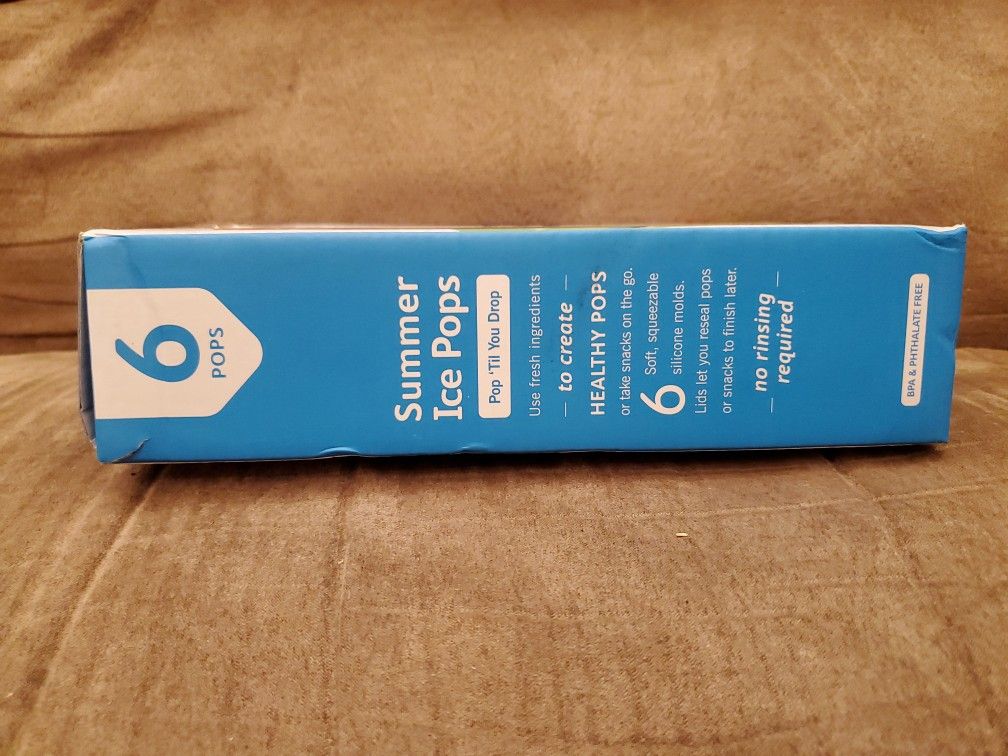 6
POPS
Summer
Ice Pops
Pop 'Til You Drop
Use fresh ingredients
— to create —
HEALTHY POPS
or take snacks on the go.
6 Soft, squeezable
silicone molds.
Lids let you reseal pops
or snacks to finish later.
— no rinsing —
required
BPA & PHTHALATE FREE